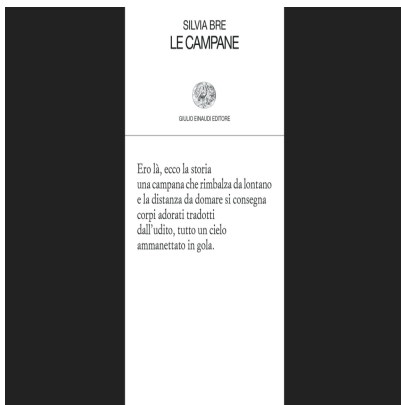 SILVIA BRE
LE CAMPANE
GIULIO EINAUDI EDITORE
Ero là, ecco la storia
una campana che rimbalza da lontano
e la distanza da domare si consegna
corpi adorati tradotti
dall'udito, tutto un cielo
ammanettato in gola.